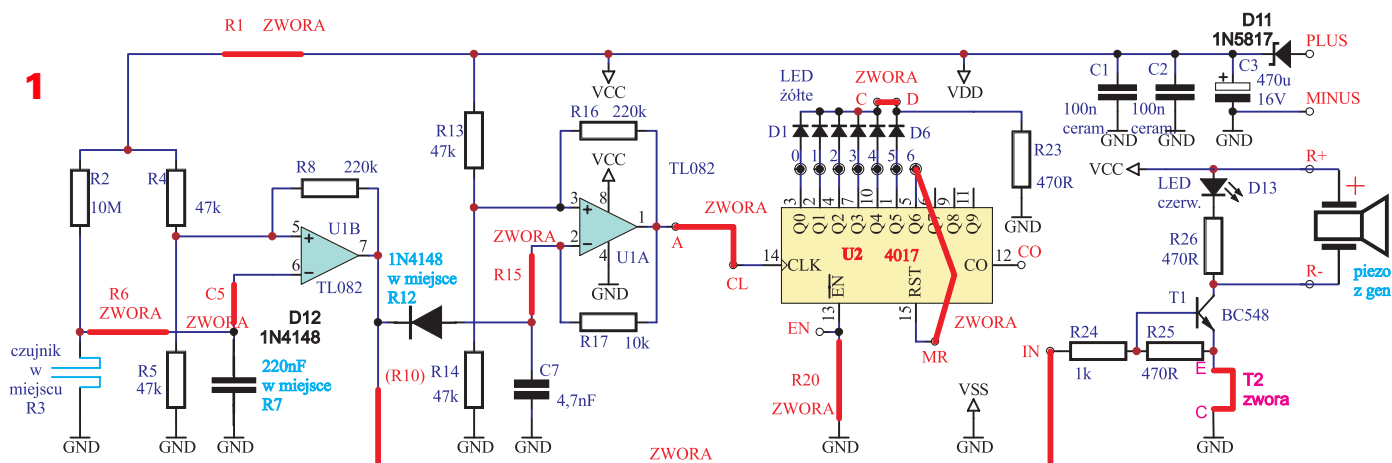 1
R1 ZWORA
D11
1N5817
PLUS
C1
C2
C3
470u
16V
100n
ceram.
100n
ceram.
MINUS
GND
GND
GND
VCC
VDD
LED
żółte
ZWORA
C
D
D1
D6
R23
470R
GND
0
1
2
3
4
5
6
R2
10M
R4
47k
R8
220k
R13
47k
R16
220k
VCC
TL082
3
2
8
4
1
U1A
GND
R17
10k
U1B
5
6
7
TL082
ZWORA
R15
1N4148
w miejsce
R12
C5
R6
ZWORA
ZWORA
D12
1N4148
ZWORA
A
CL
3
2
4
7
10
1
5
6
9
11
Q0
Q1
Q2
Q3
Q4
Q5
Q6
Q7
Q8
Q9
U2 4017
14
CLK
EN
RST
CO
12
CO
13
15
EN
MR
ZWORA
R20
ZWORA
GND
VSS
GND
VCC
LED
czerw.
D13
R26
470R
R+
R-
piezo
z gen
T1
BC548
IN
R24
1k
R25
470R
E
C
T2
zwora
GND
czujnik
w
miejscu
R3
R5
47k
220nF
w miejsce
R7
(R10)
R14
47k
C7
4,7nF
GND
GND
GND
GND
GND
ZWORA